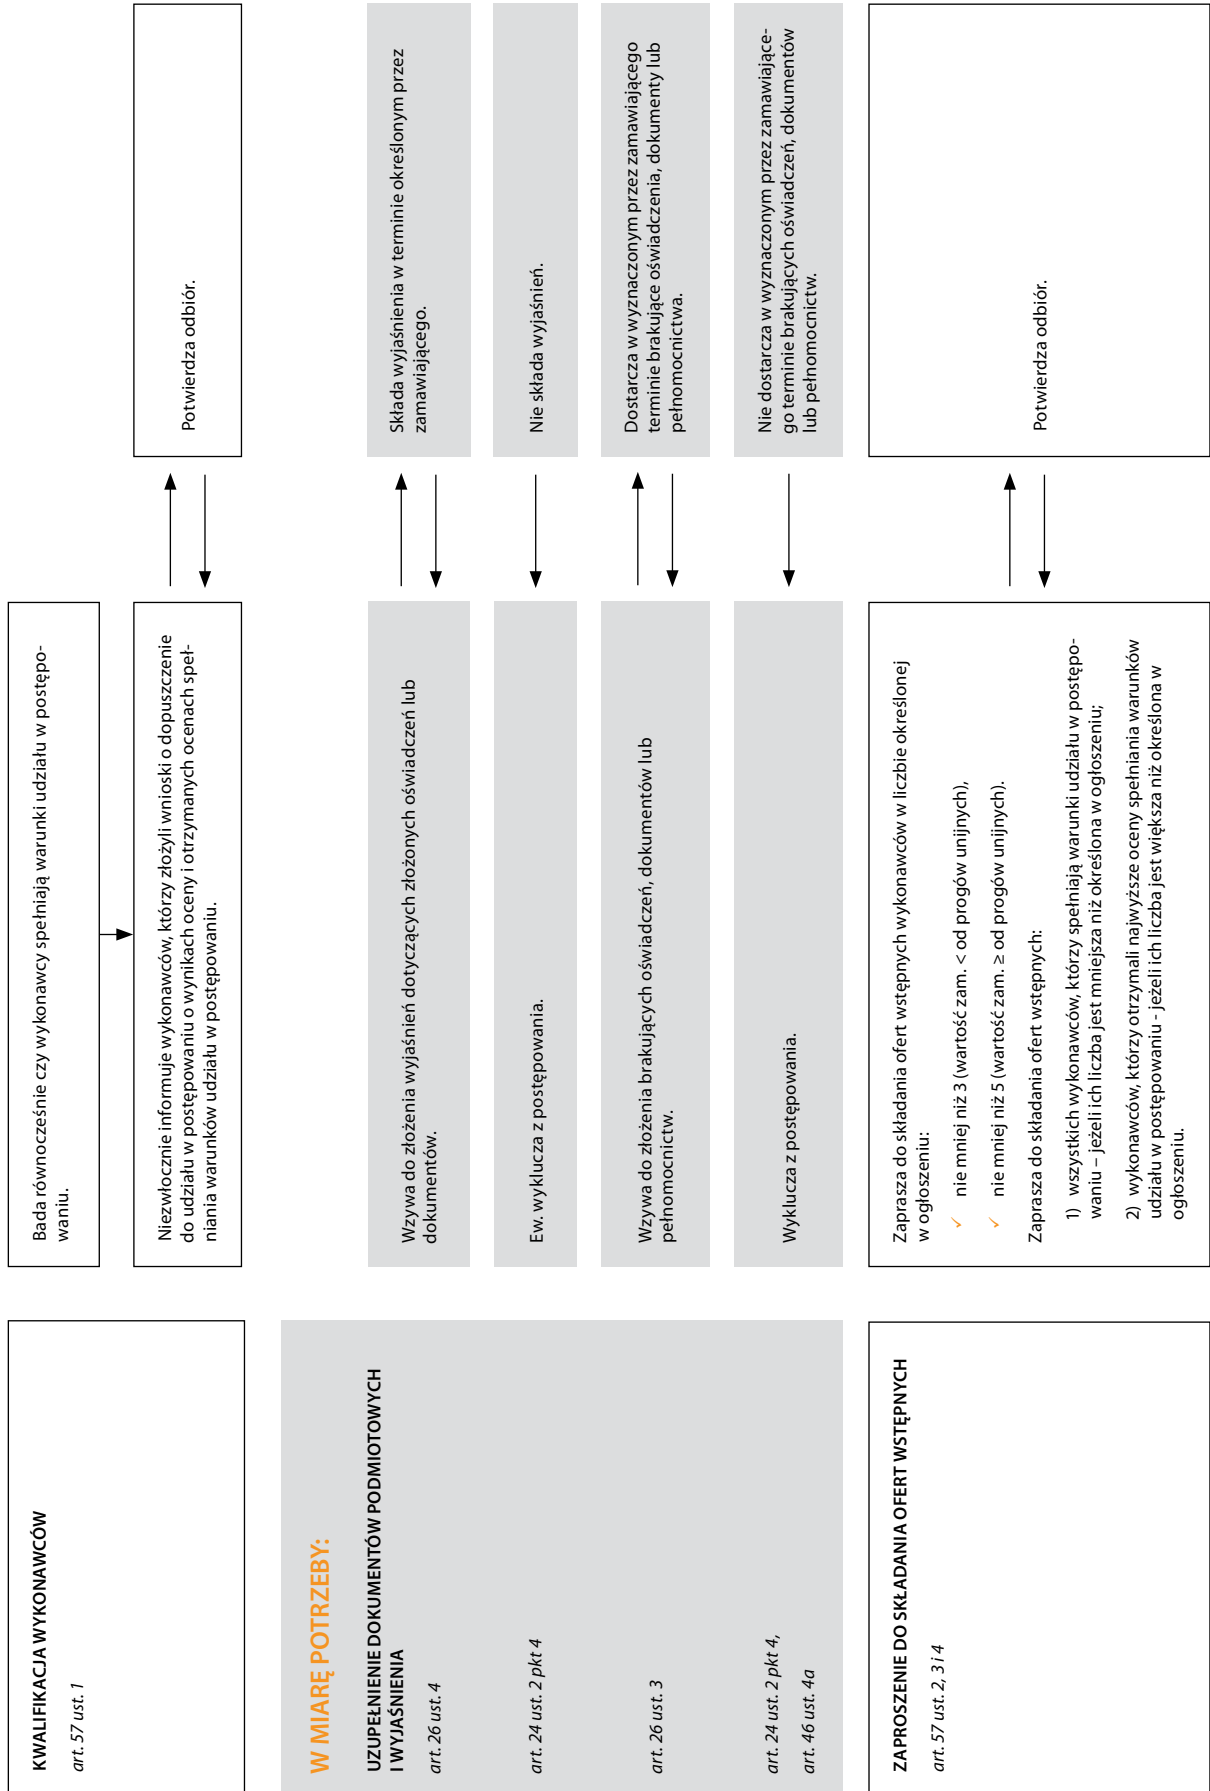 KWALIFIKACJA WYKONAWCÓW
art. 57 ust. 1
Bada równocześnie czy wykonawcy spełniają warunki udziału w postępo-
waniu.
Niezwłocznie informuje wykonawców, którzy złożyli wnioski o dopuszczenie
do udziału w postępowaniu o wynikach oceny i otrzymanych ocenach speł-
niania warunków udziału w postępowaniu.
Potwierdza odbiór.
W MIARĘ POTRZEBY:
UZUPEŁNIENIE DOKUMENTÓW PODMIOTOWYCH
I WYJAŚNIENIA
art. 26 ust. 4
Wzywa do złożenia wyjaśnień dotyczących złożonych oświadczeń lub
dokumentów.
Składa wyjaśnienia w terminie określonym przez
zamawiającego.
art. 24 ust. 2 pkt 4
Ew. wyklucza z postępowania.
Nie składa wyjaśnień.
art. 26 ust. 3
Wzywa do złożenia brakujących oświadczeń, dokumentów lub
pełnomocnictw.
Dostarcza w wyznaczonym przez zamawiającego
terminie brakujące oświadczenia, dokumenty lub
pełnomocnictwa.
art. 24 ust. 2 pkt 4,
art. 46 ust. 4a
Wyklucza z postępowania.
Nie dostarcza w wyznaczonym przez zamawiające-
go terminie brakujących oświadczeń, dokumentów
lub pełnomocnictw.
ZAPROSZENIE DO SKŁADANIA OFERT WSTĘPNYCH
art. 57 ust. 2, 3 i 4
Zaprasza do składania ofert wstępnych wykonawców w liczbie określonej
w ogłoszeniu:
✓ nie mniej niż 3 (wartość zam. < od progów unijnych),
✓ nie mniej niż 5 (wartość zam. ≥ od progów unijnych).
Zaprasza do składania ofert wstępnych:
1) wszystkich wykonawców, którzy spełniają warunki udziału w postępo-
waniu – jeżeli ich liczba jest mniejsza niż określona w ogłoszeniu;
2) wykonawców, którzy otrzymali najwyższe oceny spełniania warunków
udziału w postępowaniu - jeżeli ich liczba jest większa niż określona w
ogłoszeniu.
Potwierdza odbiór.